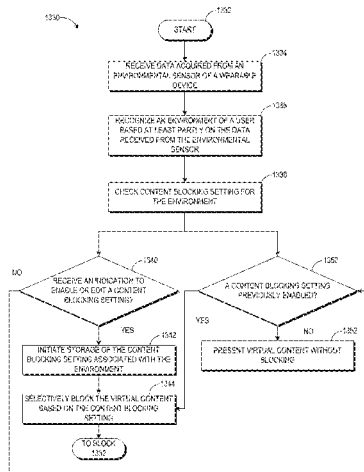 1330
1332
START
1334
RECEIVE DATA ACQUIRED FROM AN
ENVIRONMENTAL SENSOR OF A WEARABLE
DEVICE
1336
RECOGNIZE AN ENVIRONMENT OF A USER
BASED AT LEAST PARTLY ON THE DATA
RECEIVED FROM THE ENVIRONMENTAL
SENSOR
1338
CHECK CONTENT BLOCKING SETTING FOR
THE ENVIRONMENT
1340
NO
RECEIVE AN INDICATION TO
ENABLE OR EDIT A CONTENT
BLOCKING SETTING?
A CONTENT BLOCKING SETTING
PREVIOUSLY ENABLED?
YES
YES
NO
1342
INITIATE STORAGE OF THE CONTENT
BLOCKING SETTING ASSOCIATED WITH THE
ENVIRONMENT
1352
PRESENT VIRTUAL CONTENT WITHOUT
BLOCKING
1344
SELECTIVELY BLOCK THE VIRTUAL CONTENT
BASED ON THE CONTENT BLOCKING
SETTING
TO BLOCK
1352